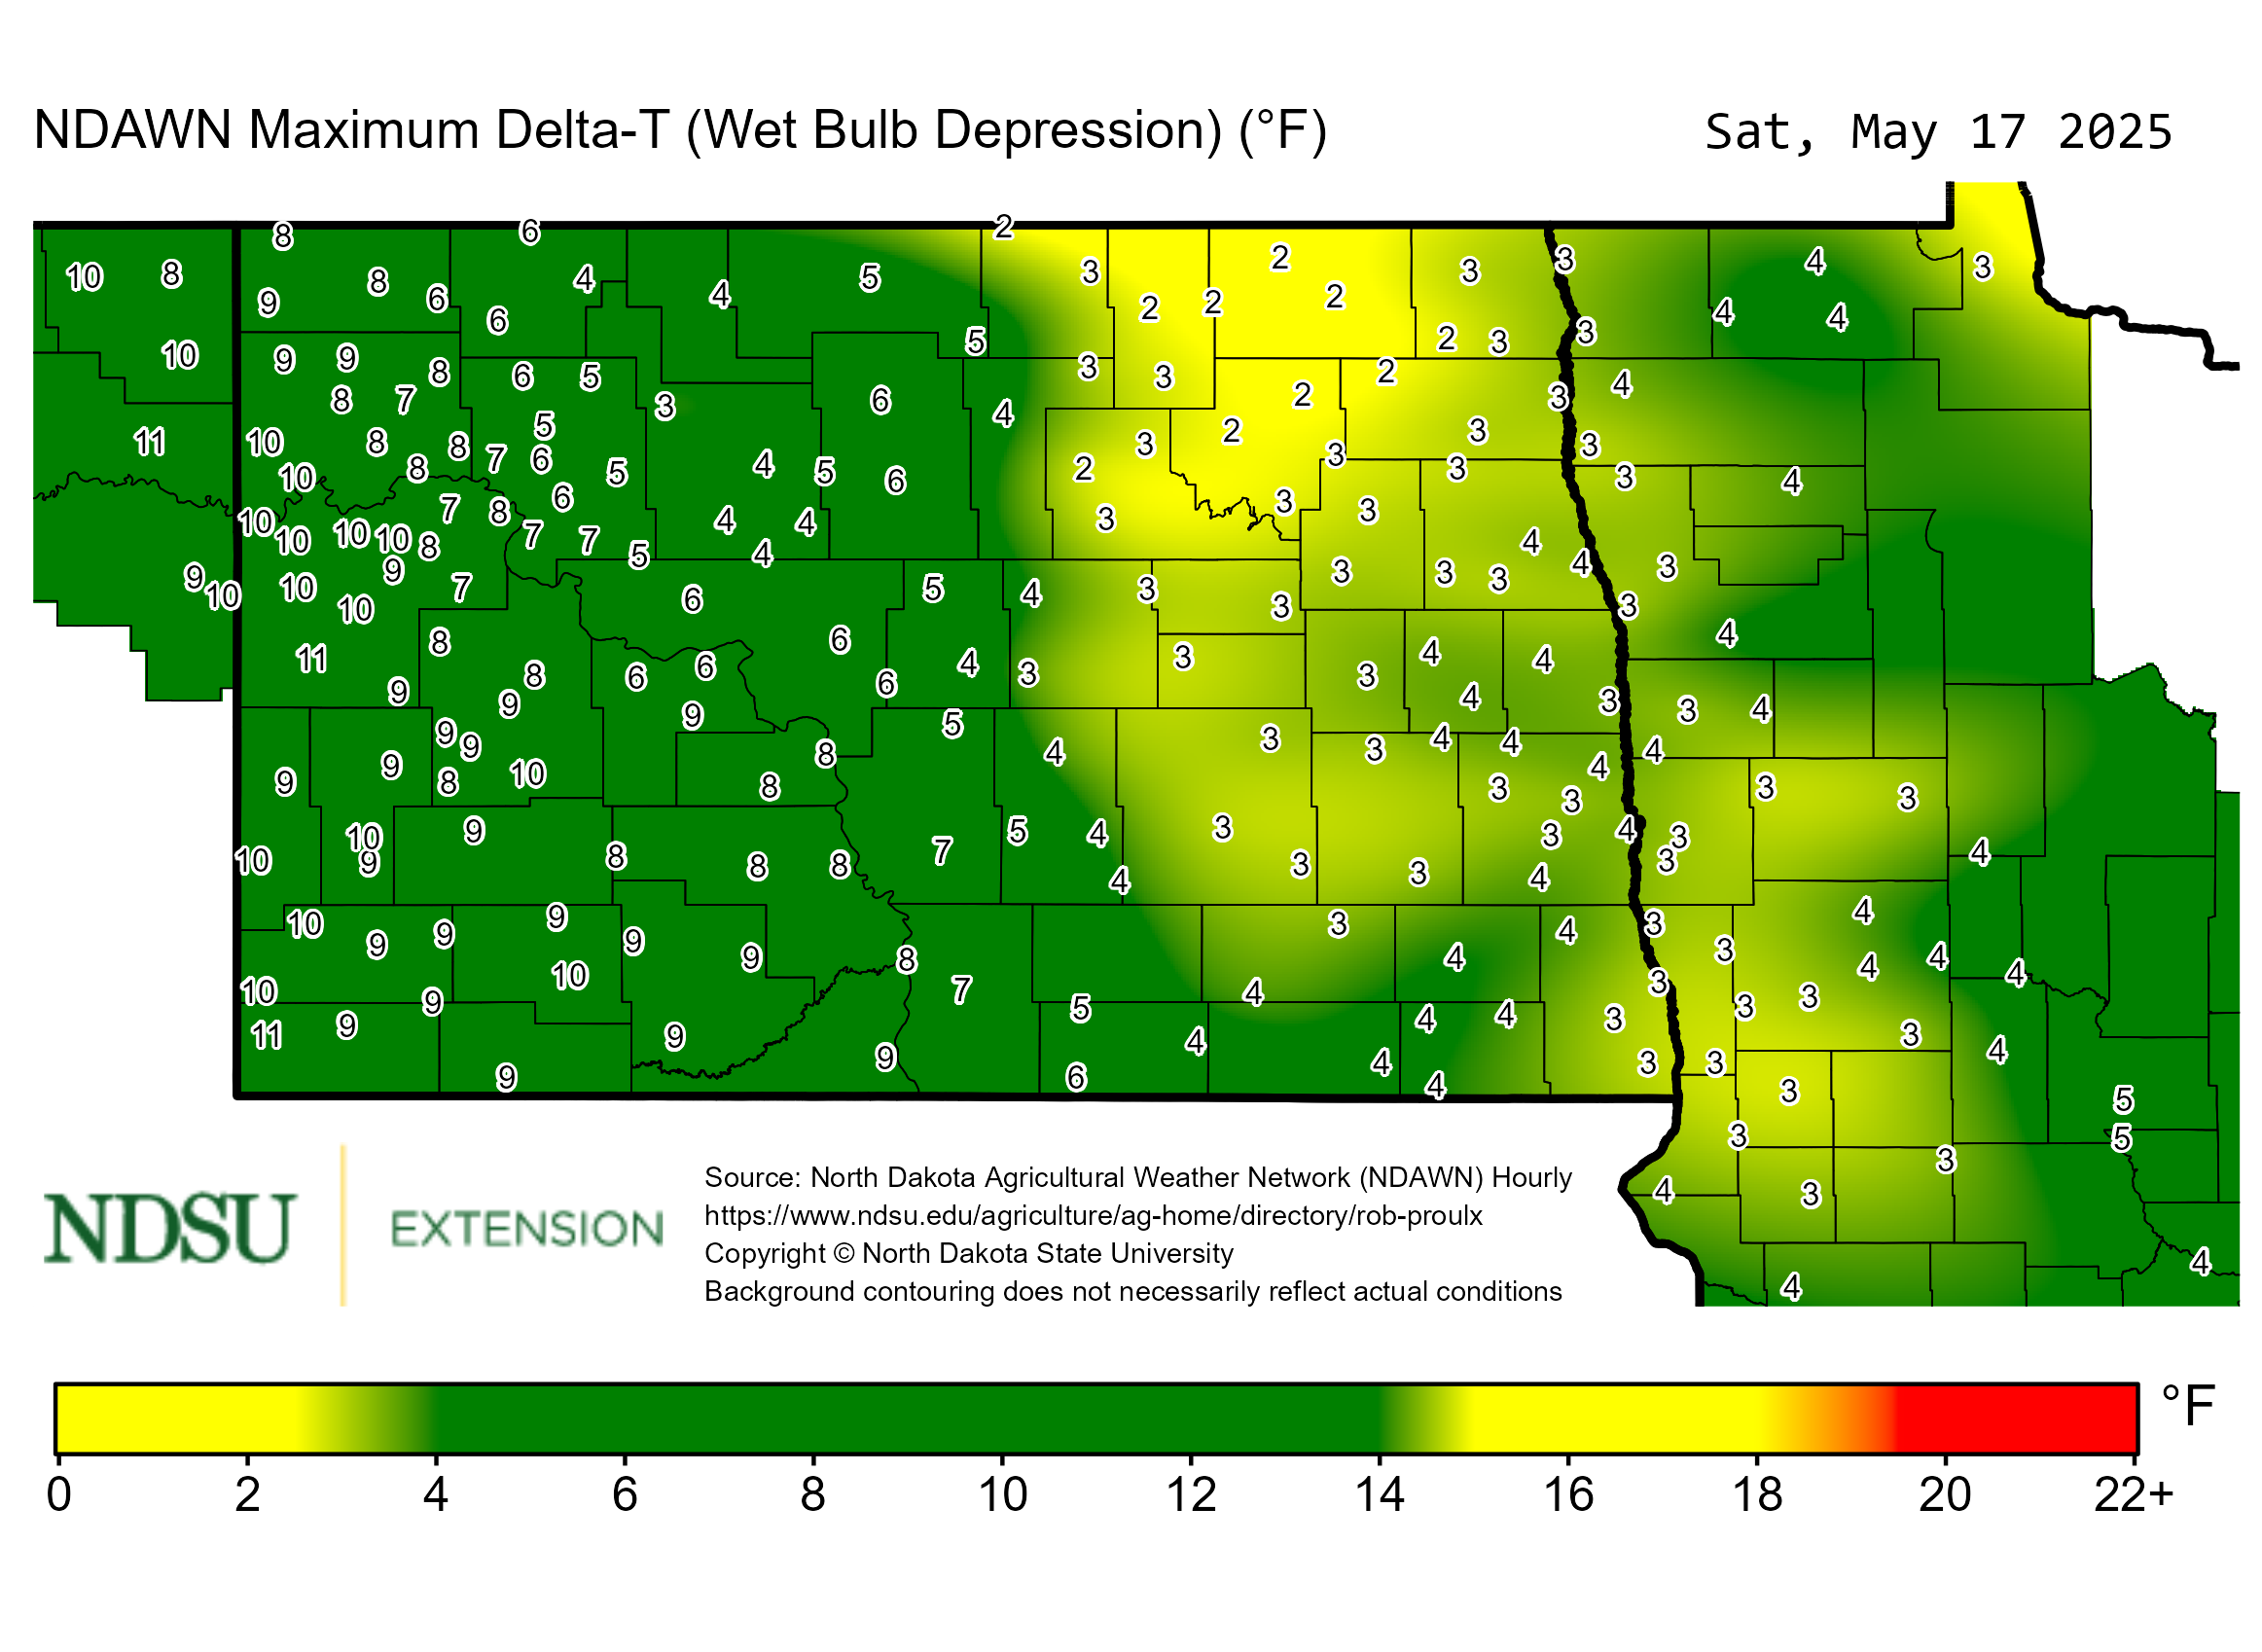 NDAWN Maximum Delta-T (Wet Bulb Depression) (°F)
Sat, May 17 2025
8 6 2
2 3 4 3
10 8 8 4 5 3 3
9 6 6 4 2 2 2 4 4
10 9 9 5 2 3 3
8 6 5 3 3 2 4
8 7 3 6 4 2 3
11 10 8 8 5 3 2 3 3
10 8 7 6 5 4 5 6 2 3 3 3 4
10 7 8 6 4 4 3 3 3
10 10 10 8 7 7 5 4 4 4
9 9 3 3 3 3
10 10 7 6 5 4 3 3 3
10 8 6 4
11 8 6 6 6 4 3 3 3 4 4
9 9 9 5 4 3 3 4
9 9 8 4 3 3 4 4 4
9 9 8 10 8 3 3 4 3 3
10 9 5 4 3 3 4 3
10 9 8 8 8 7 4 3 3 4 3 4
10 9 3 4 3 4
9 9 9 9 8 4 3 4
10 10 7 4 3 3 4 4
9 5 4 4 3 3
11 9 9 4 3
9 4 3 3 4
9 6 4 3 5
3 5
3
4 3
4
4
NDSU EXTENSION
Source: North Dakota Agricultural Weather Network (NDAWN) Hourly
https://www.ndsu.edu/agriculture/ag-home/directory/rob-proulx
Copyright © North Dakota State University
Background contouring does not necessarily reflect actual conditions
°F
0 2 4 6 8 10 12 14 16 18 20 22+